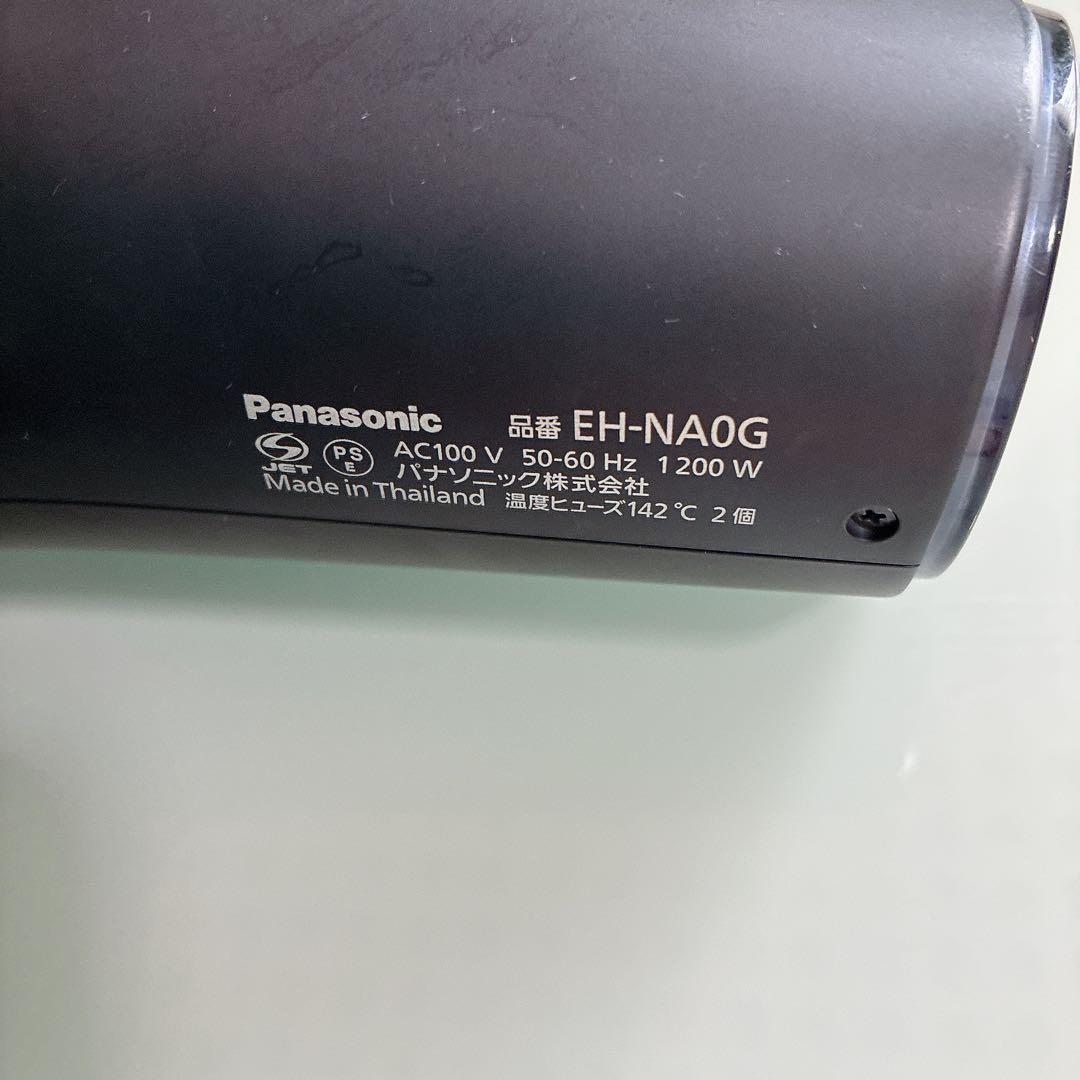 Panasonic 品番 EH-NA0G
JET PS E AC100 V 50-60 Hz 1200 W
パナソニック株式会社
Made in Thailand 温度ヒューズ142℃ 2個